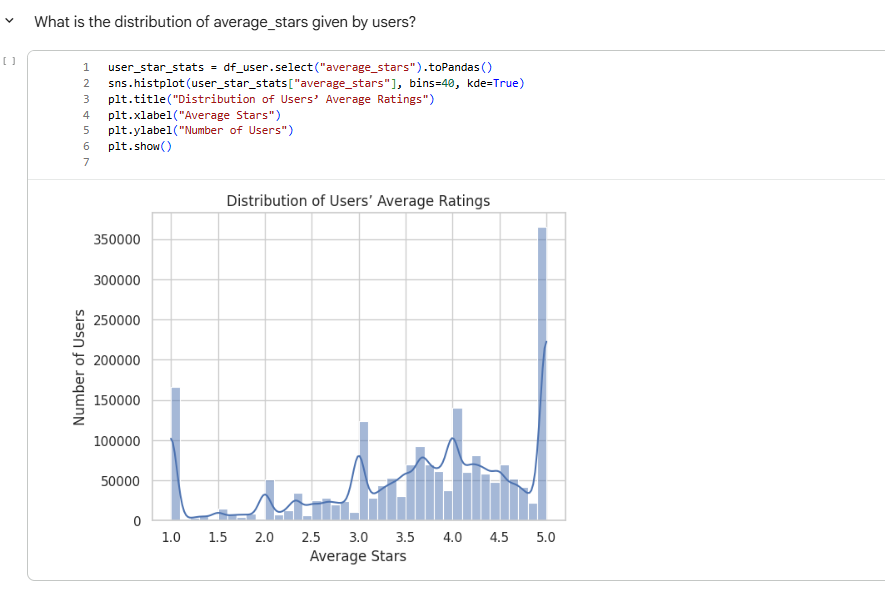 What is the distribution of average_stars given by users?
[ ]
1 user_star_stats = df_user.select("average_stars").toPandas()
2 sns.histplot(user_star_stats["average_stars"], bins=40, kde=True)
3 plt.title("Distribution of Users’ Average Ratings")
4 plt.xlabel("Average Stars")
5 plt.ylabel("Number of Users")
6 plt.show()
7
Distribution of Users’ Average Ratings
350000
300000
250000
200000
150000
100000
50000
0
Number of Users
1.0 1.5 2.0 2.5 3.0 3.5 4.0 4.5 5.0
Average Stars